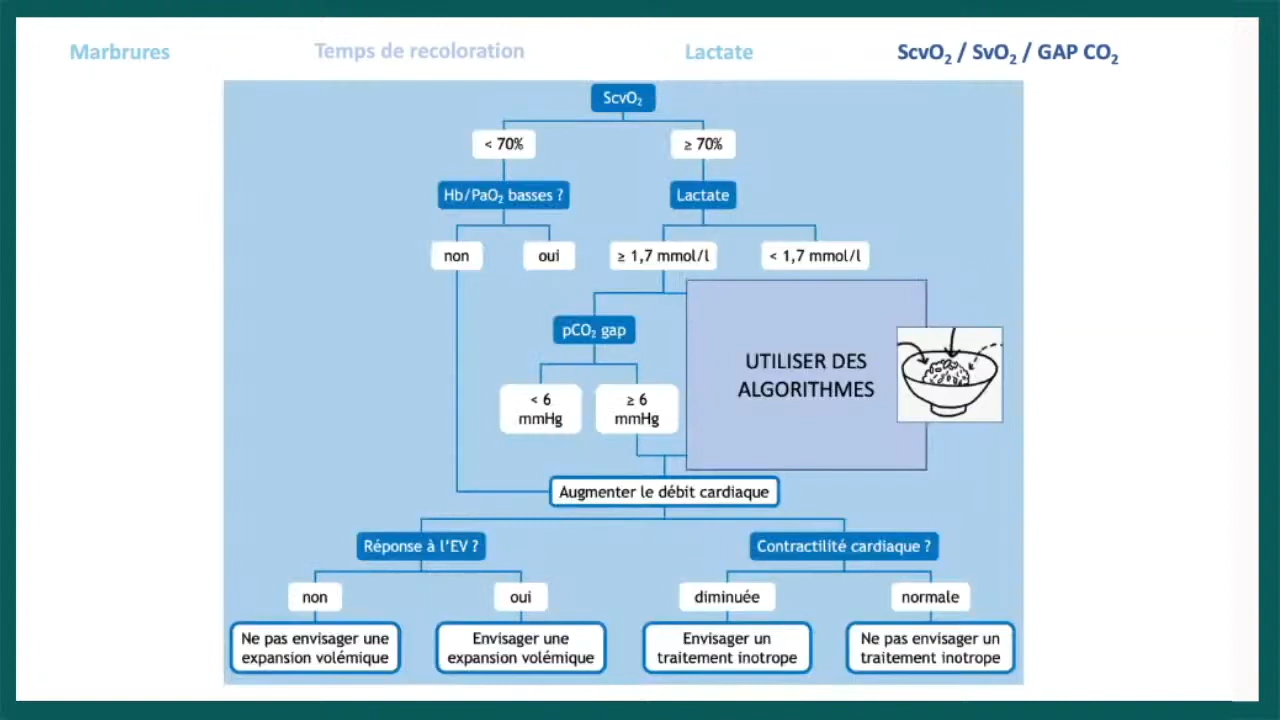 Marbrures
Temps de recoloration
Lactate
ScvO₂ / SvO₂ / GAP CO₂
ScvO₂
< 70%
≥ 70%
Hb/PaO₂ basses ?
Lactate
non
oui
≥ 1,7 mmol/l
< 1,7 mmol/l
pCO₂ gap
UTILISER DES
ALGORITHMES
< 6
mmHg
≥ 6
mmHg
Augmenter le débit cardiaque
Réponse à l'EV ?
Contractilité cardiaque ?
non
oui
diminuée
normale
Ne pas envisager une
expansion volémique
Envisager une
expansion volémique
Envisager un
traitement inotrope
Ne pas envisager un
traitement inotrope